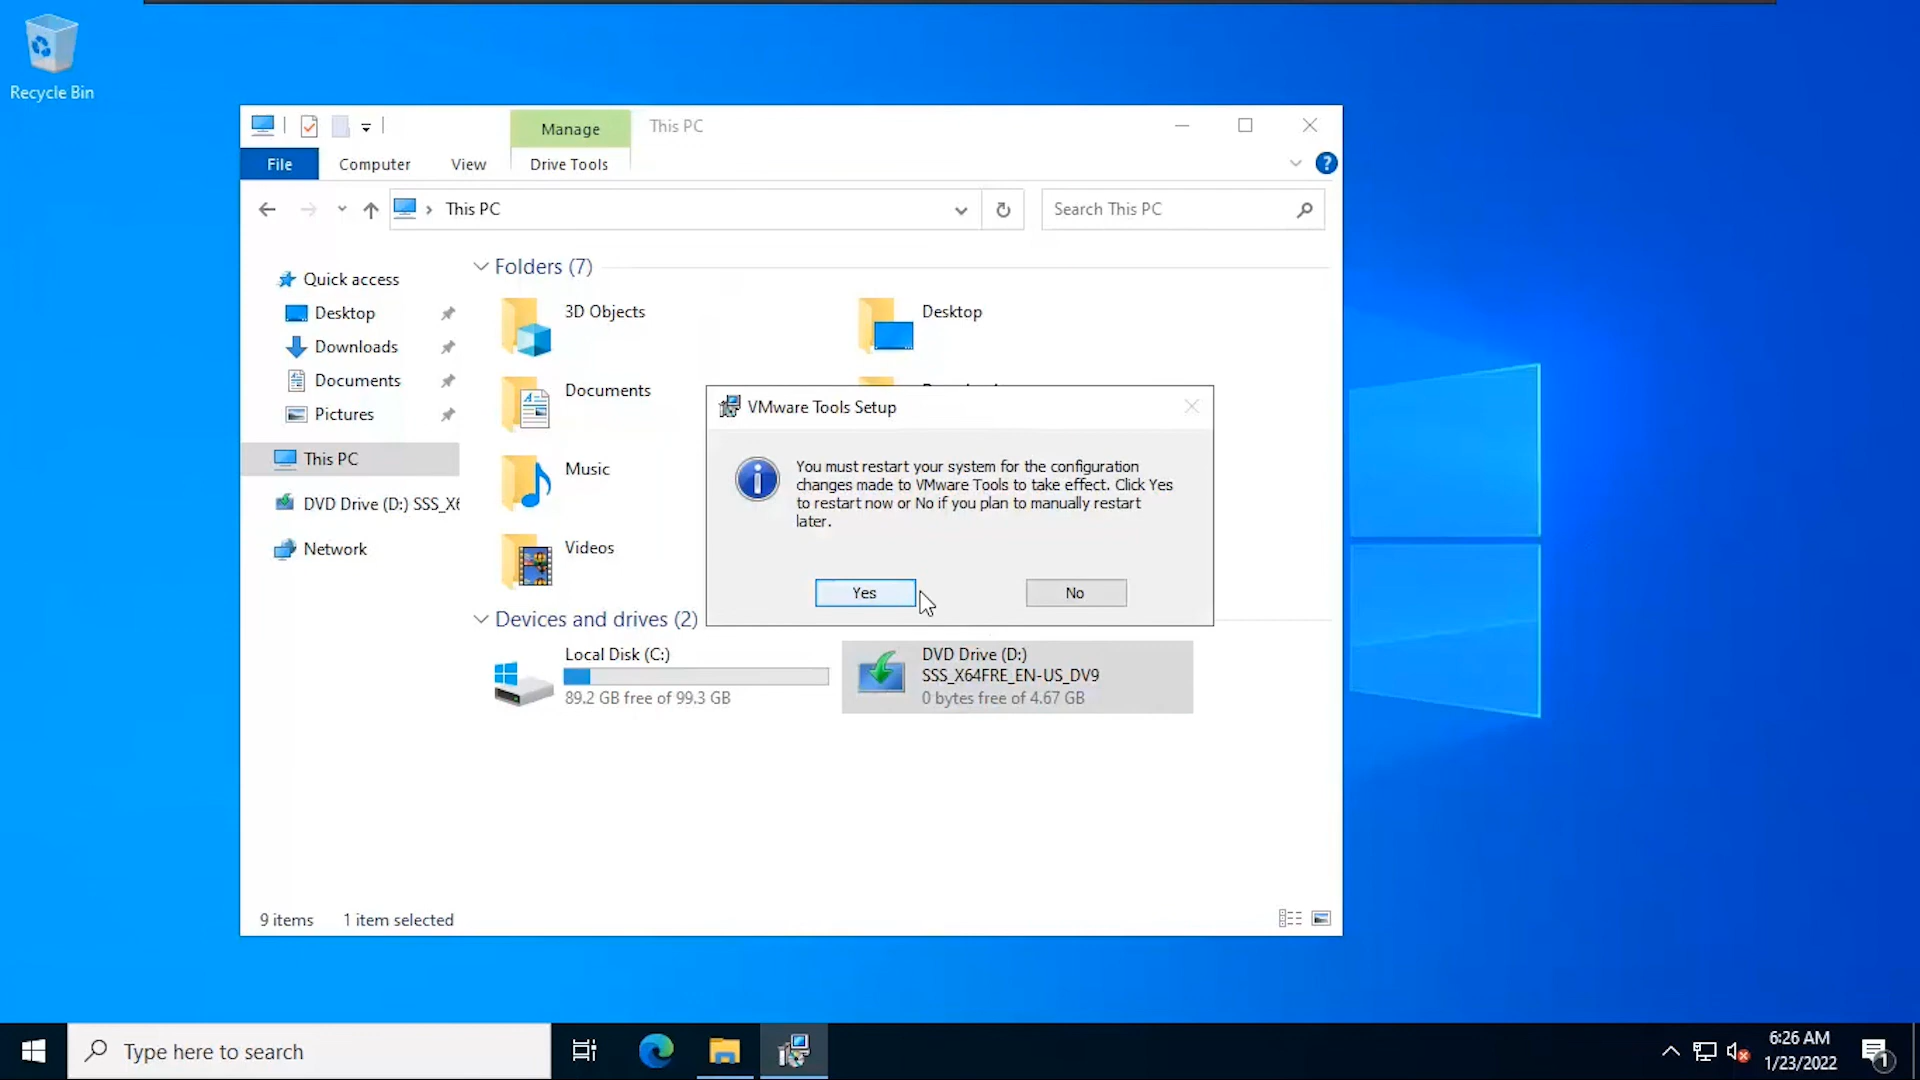 Recycle Bin
Manage
This PC
File
Computer
View
Drive Tools
This PC
Search This PC
Quick access
Desktop
Downloads
Documents
Pictures
This PC
DVD Drive (D:) SSS_X6
Network
Folders (7)
3D Objects
Desktop
Documents
Music
Videos
VMware Tools Setup
You must restart your system for the configuration
changes made to VMware Tools to take effect. Click Yes
to restart now or No if you plan to manually restart
later.
Yes
No
Devices and drives (2)
Local Disk (C:)
89.2 GB free of 99.3 GB
DVD Drive (D:)
SSS_X64FRE_EN-US_DV9
0 bytes free of 4.67 GB
9 items
1 item selected
Type here to search
6:26 AM
1/23/2022
1